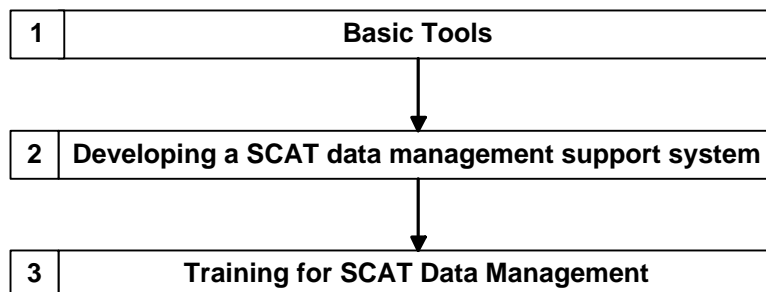 1 Basic Tools
2 Developing a SCAT data management support system
3 Training for SCAT Data Management